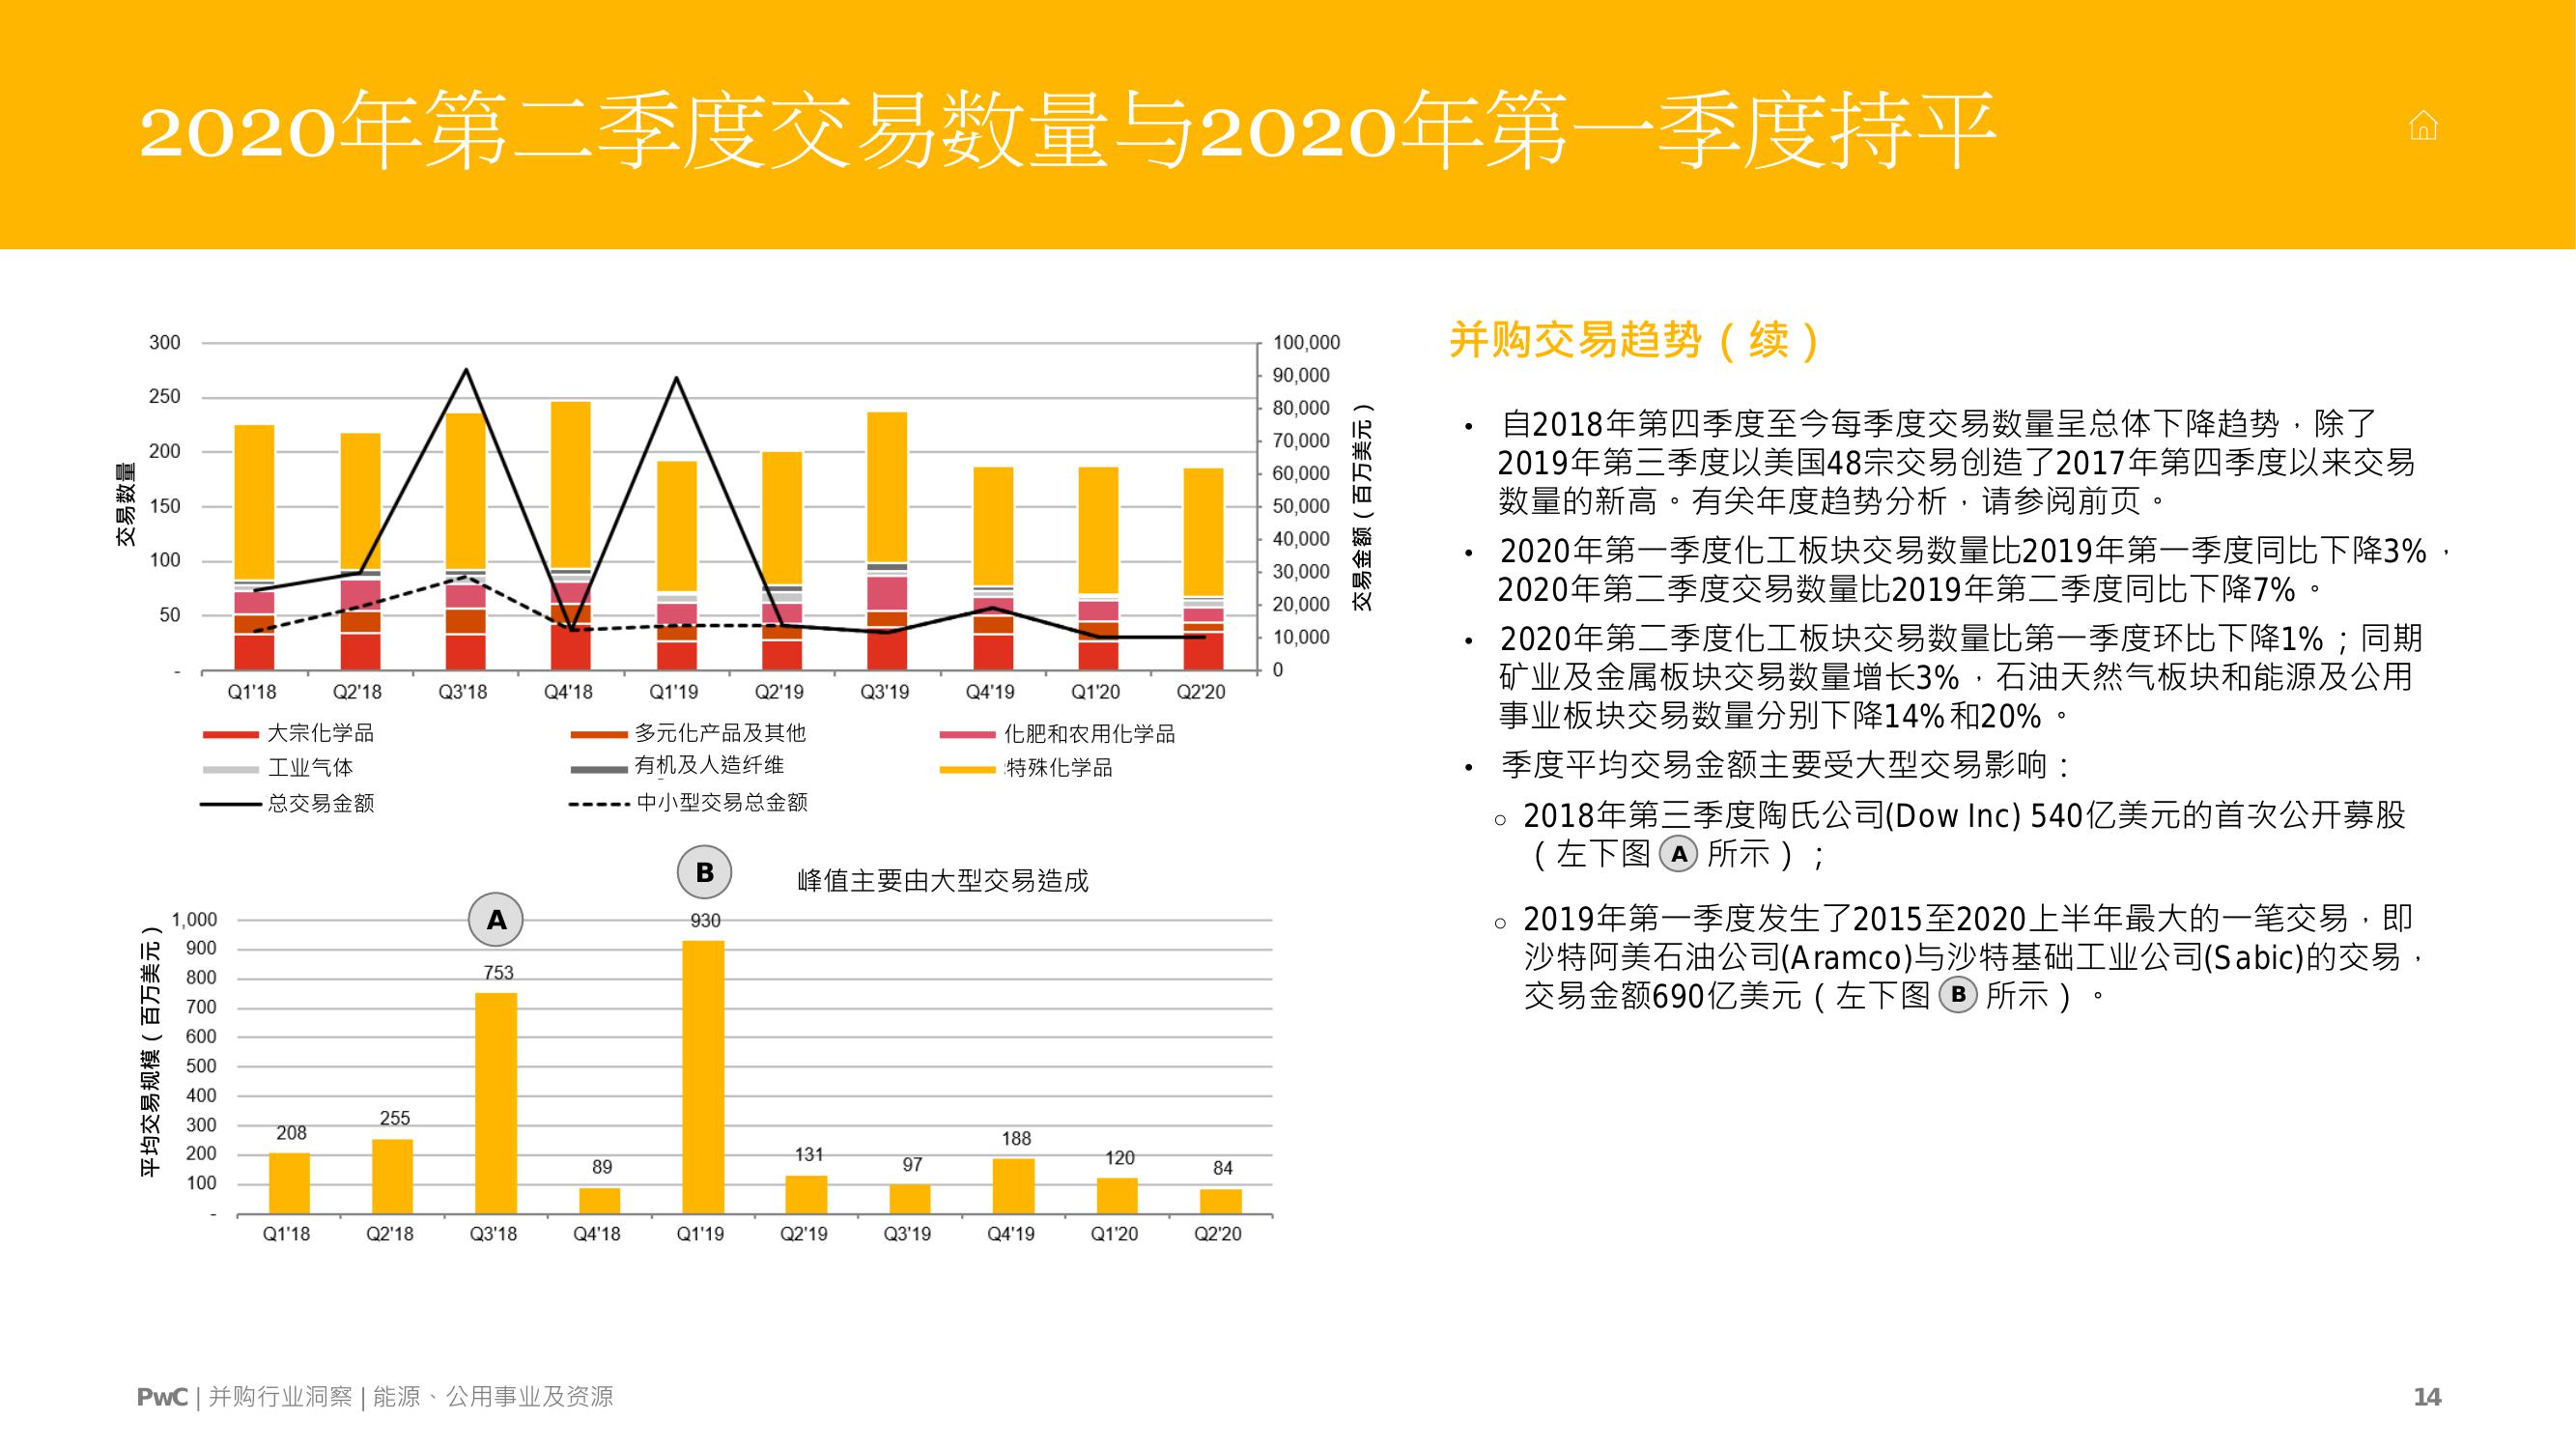 2020年第二季度交易数量与2020年第一季度持平
300
250
200
150
100
50
-
交易数量
100,000
90,000
80,000
70,000
60,000
50,000
40,000
30,000
20,000
10,000
0
交易金额（百万美元）
Q1'18 Q2'18 Q3'18 Q4'18 Q1'19 Q2'19 Q3'19 Q4'19 Q1'20 Q2'20
大宗化学品 多元化产品及其他 化肥和农用化学品
工业气体 有机及人造纤维 特殊化学品
总交易金额 中小型交易总金额
峰值主要由大型交易造成
A
B
平均交易规模（百万美元）
1,000
900
800
700
600
500
400
300
200
100
-
208 255 753 89 930 131 97 188 120 84
Q1'18 Q2'18 Q3'18 Q4'18 Q1'19 Q2'19 Q3'19 Q4'19 Q1'20 Q2'20
并购交易趋势（续）
• 自2018年第四季度至今每季度交易数量呈总体下降趋势，除了
2019年第三季度以美国48宗交易创造了2017年第四季度以来交易
数量的新高。有关年度趋势分析，请参阅前页。
• 2020年第一季度化工板块交易数量比2019年第一季度同比下降3%，
2020年第二季度交易数量比2019年第二季度同比下降7%。
• 2020年第二季度化工板块交易数量比第一季度环比下降1%；同期
矿业及金属板块交易数量增长3%，石油天然气板块和能源及公用
事业板块交易数量分别下降14%和20%。
• 季度平均交易金额主要受大型交易影响：
○ 2018年第三季度陶氏公司(Dow Inc) 540亿美元的首次公开募股
（左下图 A 所示）；
○ 2019年第一季度发生了2015至2020上半年最大的一笔交易，即
沙特阿美石油公司(Aramco)与沙特基础工业公司(Sabic)的交易，
交易金额690亿美元（左下图 B 所示）。
PwC | 并购行业洞察 | 能源、公用事业及资源
14